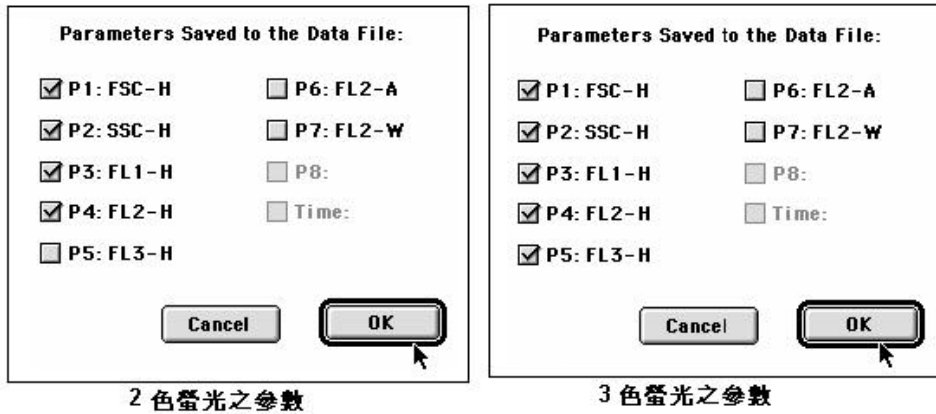 Parameters Saved to the Data File:
P1: FSC-H
P6: FL2-A
P2: SSC-H
P7: FL2-W
P3: FL1-H
P8:
P4: FL2-H
Time:
P5: FL3-H
Cancel
OK
2 色螢光之參數
Parameters Saved to the Data File:
P1: FSC-H
P6: FL2-A
P2: SSC-H
P7: FL2-W
P3: FL1-H
P8:
P4: FL2-H
Time:
P5: FL3-H
Cancel
OK
3 色螢光之參數